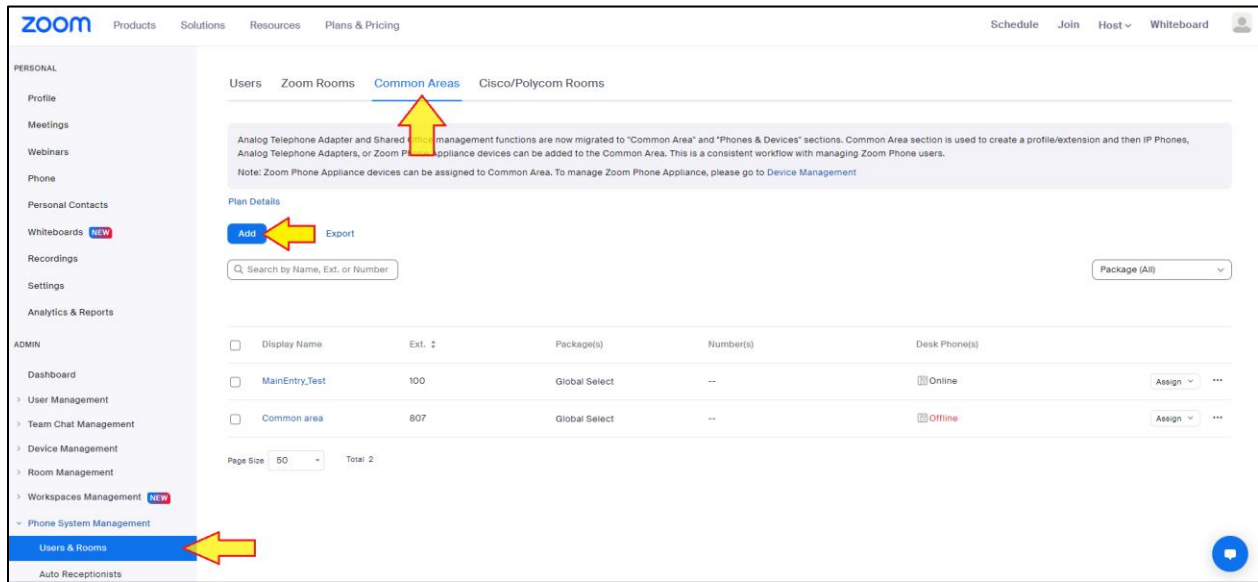 zoom Products Solutions Resources Plans & Pricing Schedule Join Host Whiteboard
PERSONAL
Profile
Meetings
Webinars
Phone
Personal Contacts
Whiteboards NEW
Recordings
Settings
Analytics & Reports
ADMIN
Dashboard
User Management
Team Chat Management
Device Management
Room Management
Workspaces Management NEW
Phone System Management
Users & Rooms
Auto Receptionists
Users Zoom Rooms Common Areas Cisco/Polycom Rooms
Analog Telephone Adapter and Shared Office management functions are now migrated to "Common Area" and "Phones & Devices" sections. Common Area section is used to create a profile/extension and then IP Phones,
Analog Telephone Adapters, or Zoom Phone Appliance devices can be added to the Common Area. This is a consistent workflow with managing Zoom Phone users.
Note: Zoom Phone Appliance devices can be assigned to Common Area. To manage Zoom Phone Appliance, please go to Device Management
Plan Details
Add Export
Search by Name, Ext. or Number Package (All)
Display Name Ext. Package(s) Number(s) Desk Phone(s)
MainEntry_Test 100 Global Select -- Online Assign ...
Common area 807 Global Select -- Offline Assign ...
Page Size 50 Total 2